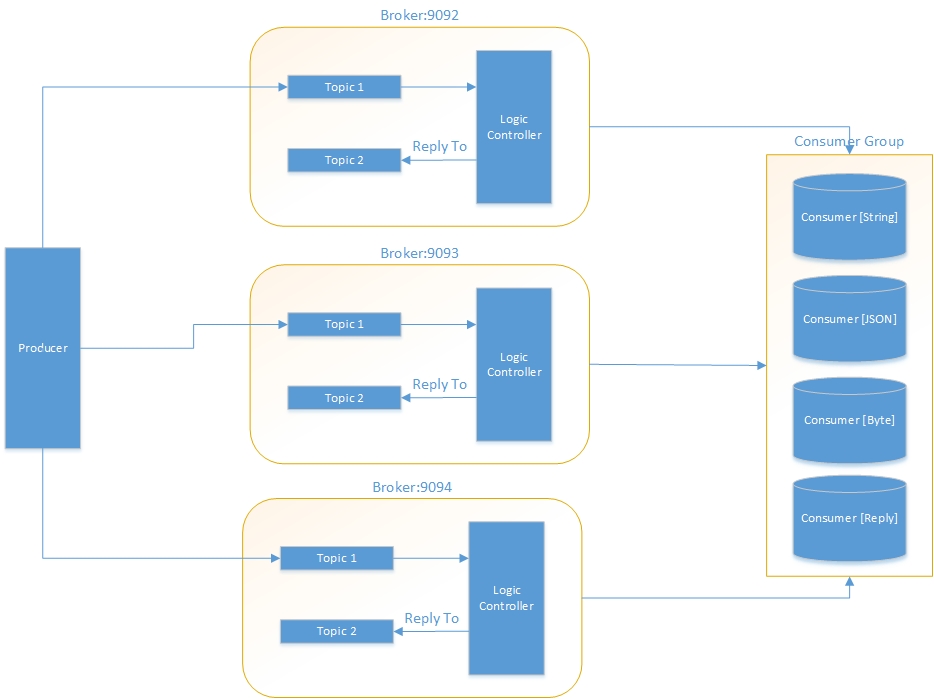 Broker:9092
Topic 1
Logic
Controller
Reply To
Topic 2
Consumer Group
Consumer [String]
Broker:9093
Topic 1
Consumer [JSON]
Producer
Logic
Controller
Reply To
Topic 2
Consumer [Byte]
Broker:9094
Consumer [Reply]
Topic 1
Logic
Controller
Reply To
Topic 2